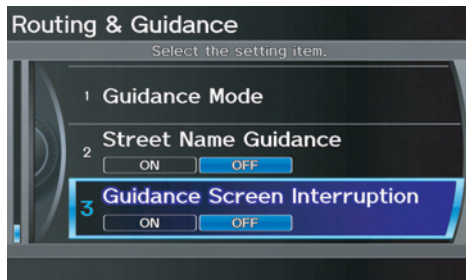 Routing & Guidance
Select the setting item.
1 Guidance Mode
2 Street Name Guidance
ON OFF
3 Guidance Screen Interruption
ON OFF